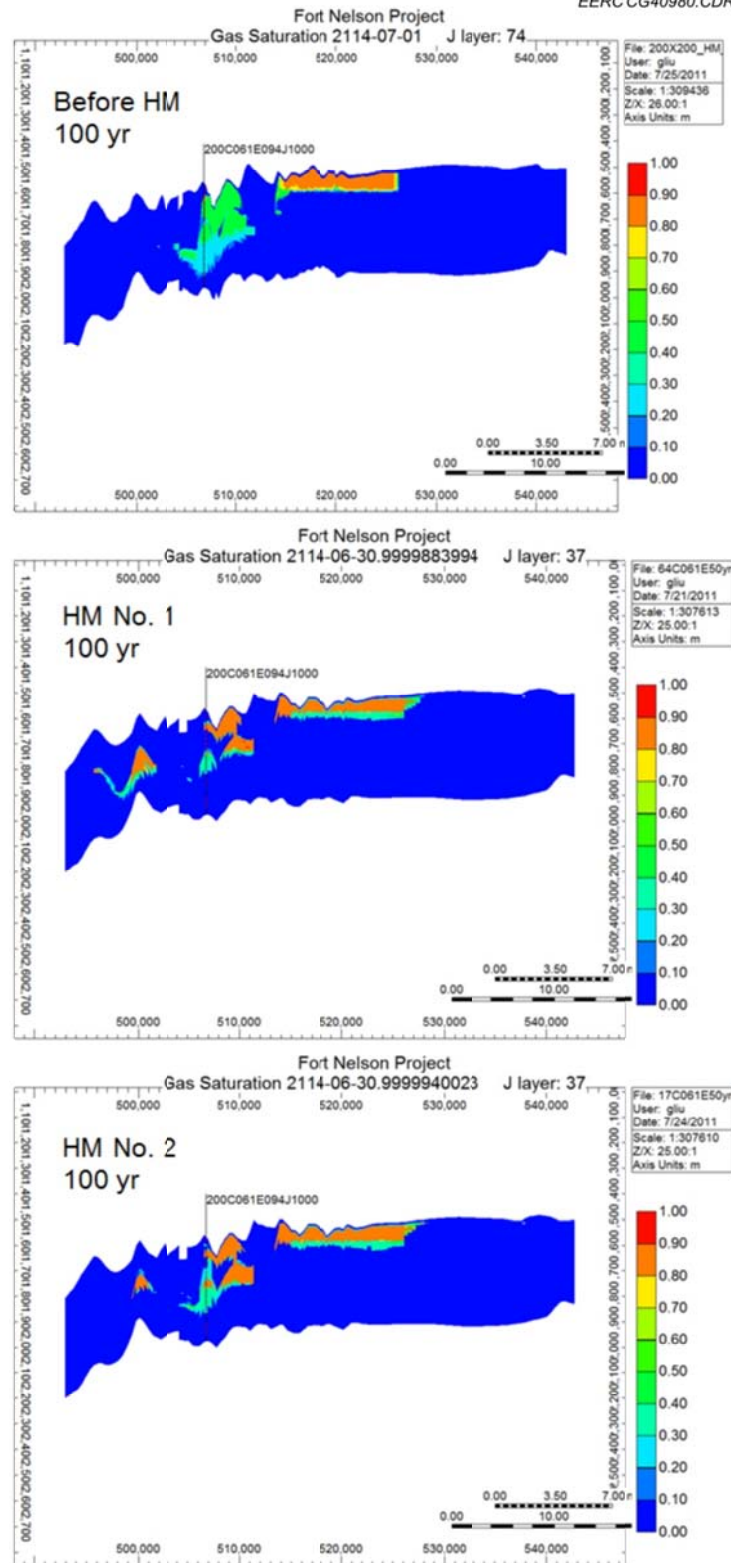 EERC CG40980.CDR
Fort Nelson Project
Gas Saturation 2114-07-01 J layer: 74
500,000 510,000 520,000 530,000 540,000
File: 200X200_HM
User: gliu
Date: 7/25/2011
Scale: 1:309436
Z/X: 26.00:1
Axis Units: m
Before HM
100 yr
200C061E094J1000
1.00
0.90
0.80
0.70
0.60
0.50
0.40
0.30
0.20
0.10
0.00
0.00 3.50 7.00
0.00 10.00
500,000 510,000 520,000 530,000 540,000
Fort Nelson Project
Gas Saturation 2114-06-30.9999883994 J layer: 37
500,000 510,000 520,000 530,000 540,000
File: 64C061E50yr
User: gliu
Date: 7/21/2011
Scale: 1:307613
Z/X: 25.00:1
Axis Units: m
HM No. 1
100 yr
200C061E094J1000
1.00
0.90
0.80
0.70
0.60
0.50
0.40
0.30
0.20
0.10
0.00
0.00 3.50 7.00
0.00 10.00
500,000 510,000 520,000 530,000 540,000
Fort Nelson Project
Gas Saturation 2114-06-30.9999940023 J layer: 37
500,000 510,000 520,000 530,000 540,000
File: 17C061E50yr
User: gliu
Date: 7/24/2011
Scale: 1:307610
Z/X: 25.00:1
Axis Units: m
HM No. 2
100 yr
200C061E094J1000
1.00
0.90
0.80
0.70
0.60
0.50
0.40
0.30
0.20
0.10
0.00
0.00 3.50 7.00
0.00 10.00
500,000 510,000 520,000 530,000 540,000